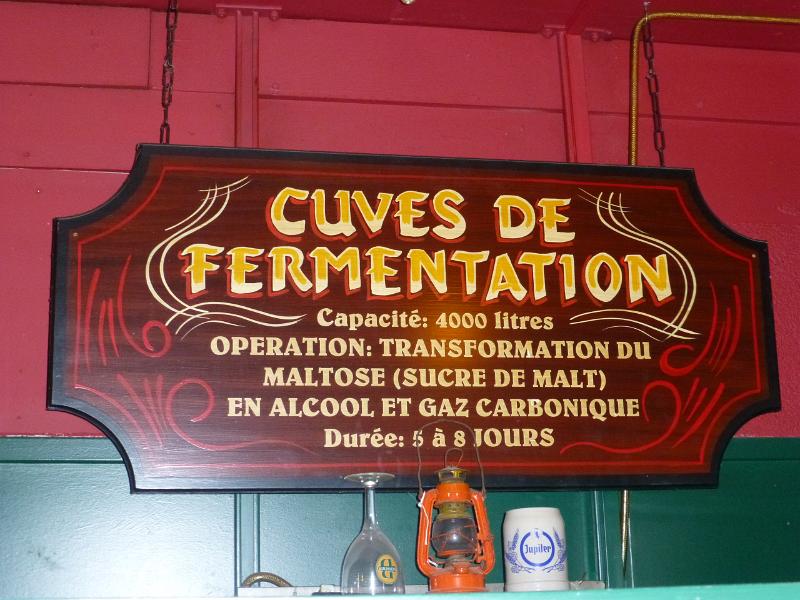 CUVES DE
FERMENTATION
Capacité: 4000 litres
OPERATION: TRANSFORMATION DU
MALTOSE (SUCRE DE MALT)
EN ALCOOL ET GAZ CARBONIQUE
Durée: 5 à 8 JOURS
Jupiler